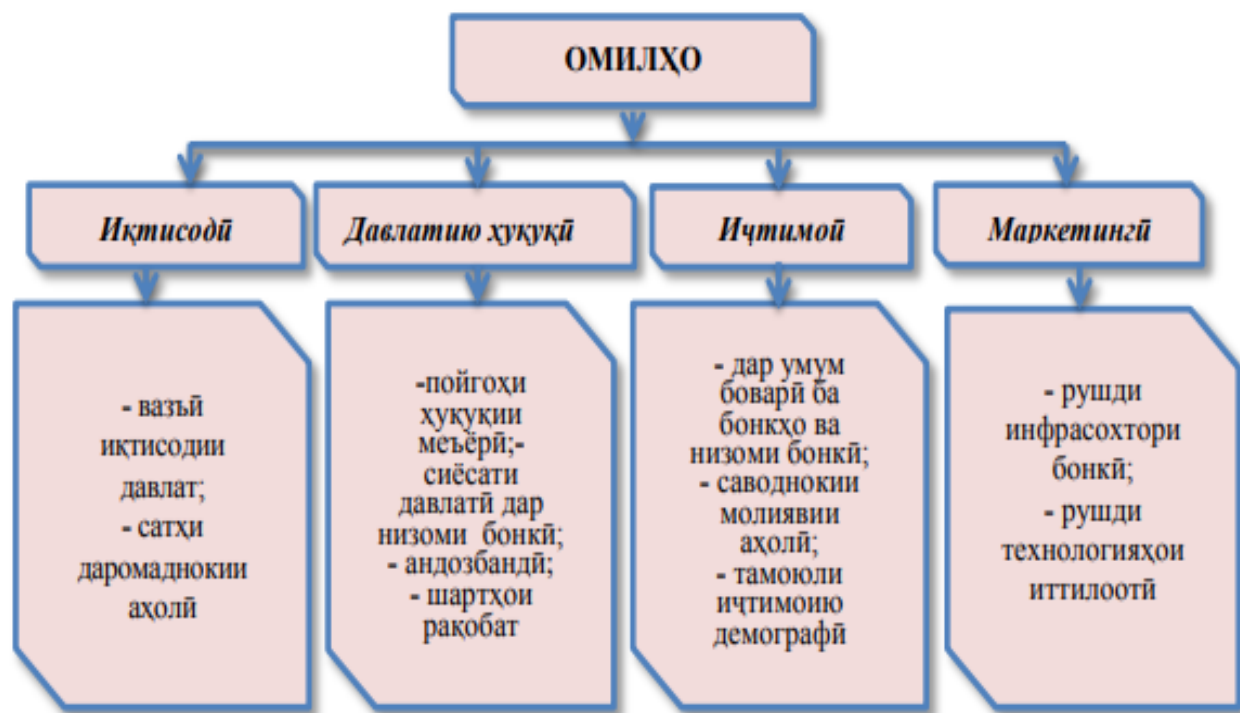 ОМИЛҲО
Иқтисодӣ
Давлатию ҳуқуқӣ
Иҷтимоӣ
Маркетингӣ
- вазъӣ
иқтисодии
давлат;
- сатҳи
даромаднокии
аҳолӣ
-пойгоҳи
ҳуқуқии
меъёрӣ;-
сиёсати
давлатӣ дар
низоми бонкӣ;
- андозбандӣ;
- шартҳои
рақобат
- дар умум
боварӣ ба
бонкҳо ва
низоми бонкӣ;
- саводнокии
молиявии
аҳолӣ;
- тамоюли
иҷтимоию
демографӣ
- рушди
инфрасохтори
бонкӣ;
- рушди
технологияҳои
иттилоотӣ